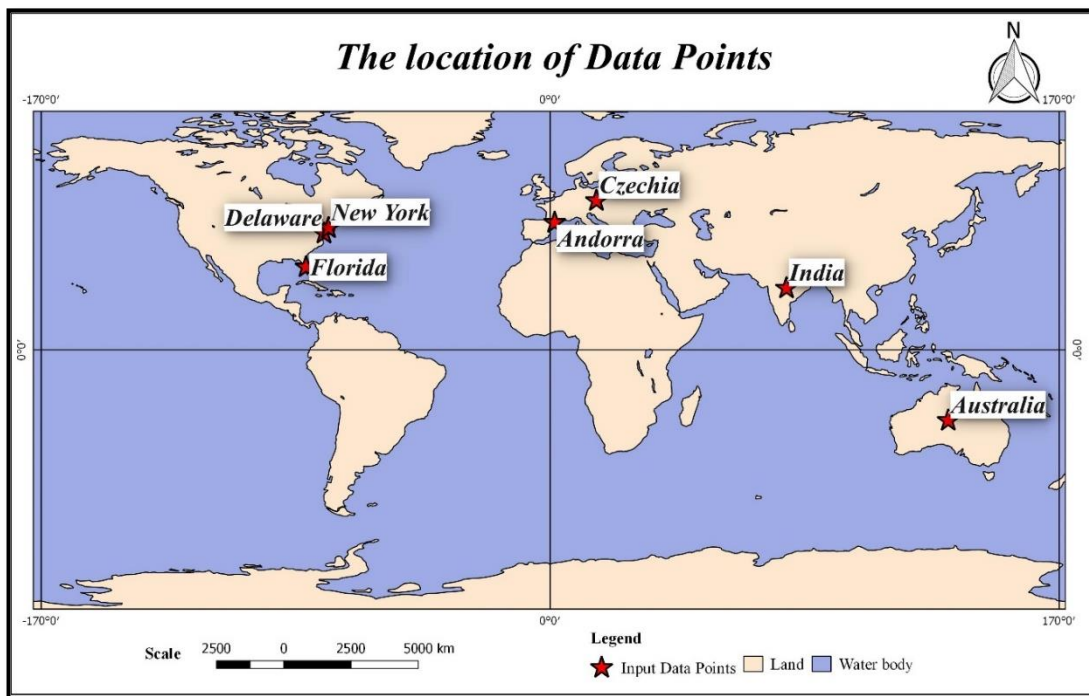 The location of Data Points
N
-170°0′ 0°0′ 170°0′
Czechia
New York
Delaware
Andorra
Florida
India
0°0′ 0°0′
Australia
-170°0′ 0°0′ 170°0′
Legend
Scale 2500 0 2500 5000 km
Input Data Points Land Water body